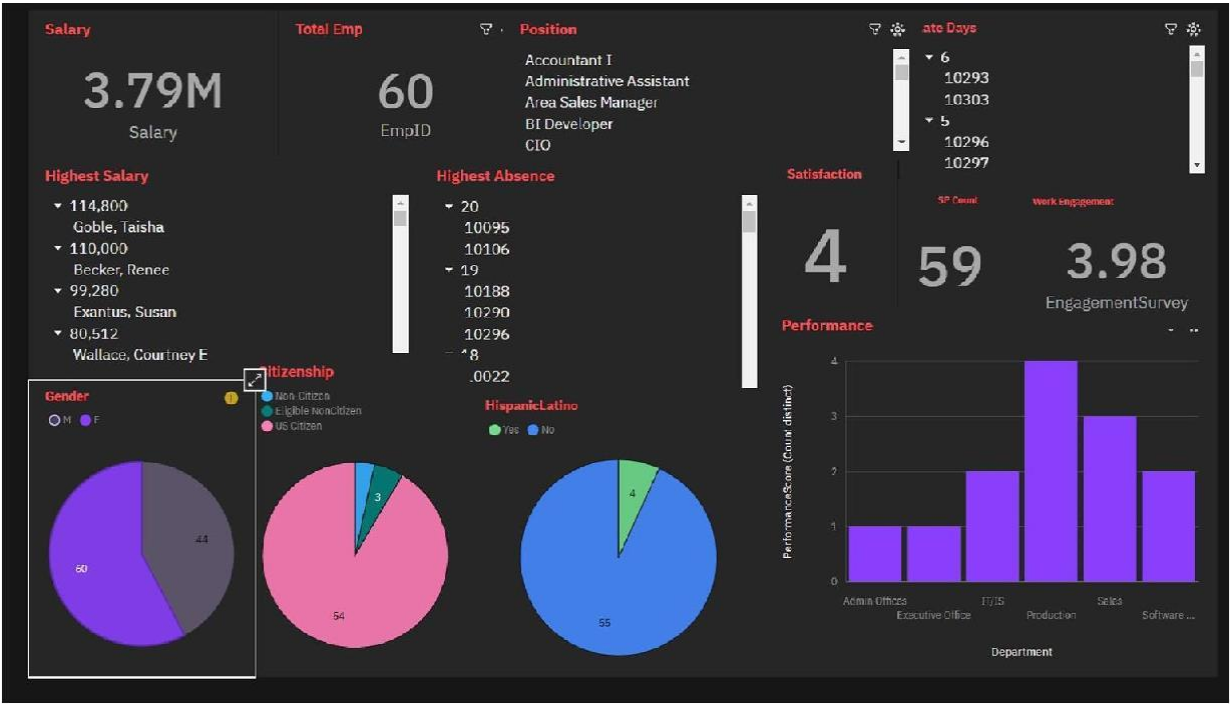 Salary
3.79M
Salary
Total Emp
60
EmpID
Position
Accountant I
Administrative Assistant
Area Sales Manager
BI Developer
CIO
ate Days
6
10293
10303
5
10296
10297
Highest Salary
114,800
Goble, Taisha
110,000
Becker, Renee
99,280
Exantus, Susan
80,512
Wallace, Courtney E
Highest Absence
20
10095
10106
19
10188
10290
10296
18
.0022
Satisfaction
4
SP Count
59
Work Engagement
3.98
EngagementSurvey
Gender
M F
44
60
Citizenship
Non-Citizen
Eligible NonCitizen
US Citizen
3
54
HispanicLatino
Yes No
4
55
Performance
PerformanceScore (Count distinct)
4
3
2
1
0
Admin Offices
Executive Office
IT/IS
Production
Sales
Software ...
Department